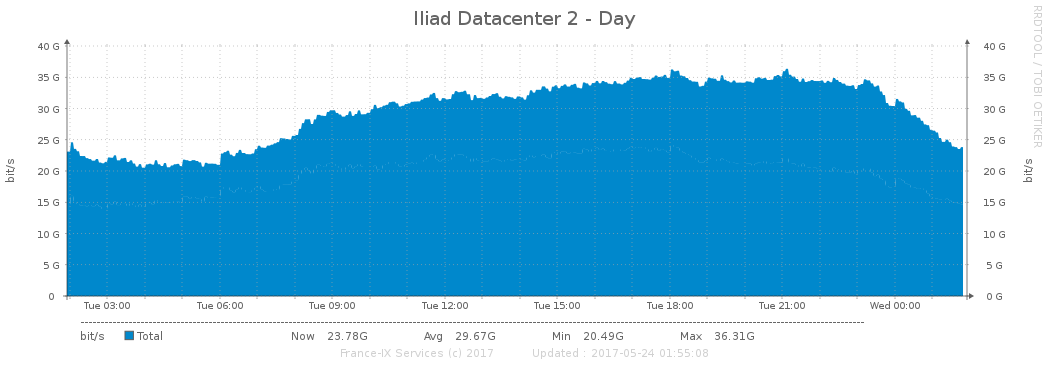 Iliad Datacenter 2 - Day
RRDTOOL / TOBI OETIKER
40 G 40 G
35 G 35 G
30 G 30 G
25 G 25 G
20 G 20 G
15 G 15 G
10 G 10 G
5 G 5 G
0 0 G
bit/s bit/s
Tue 03:00 Tue 06:00 Tue 09:00 Tue 12:00 Tue 15:00 Tue 18:00 Tue 21:00 Wed 00:00
bit/s Total Now 23.78G Avg 29.67G Min 20.49G Max 36.31G
France-IX Services (c) 2017 Updated : 2017-05-24 01:55:08